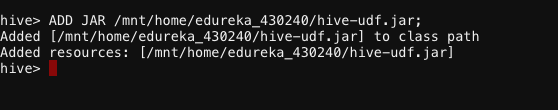 hive> ADD JAR /mnt/home/edureka_430240/hive-udf.jar;
Added [/mnt/home/edureka_430240/hive-udf.jar] to class path
Added resources: [/mnt/home/edureka_430240/hive-udf.jar]
hive>